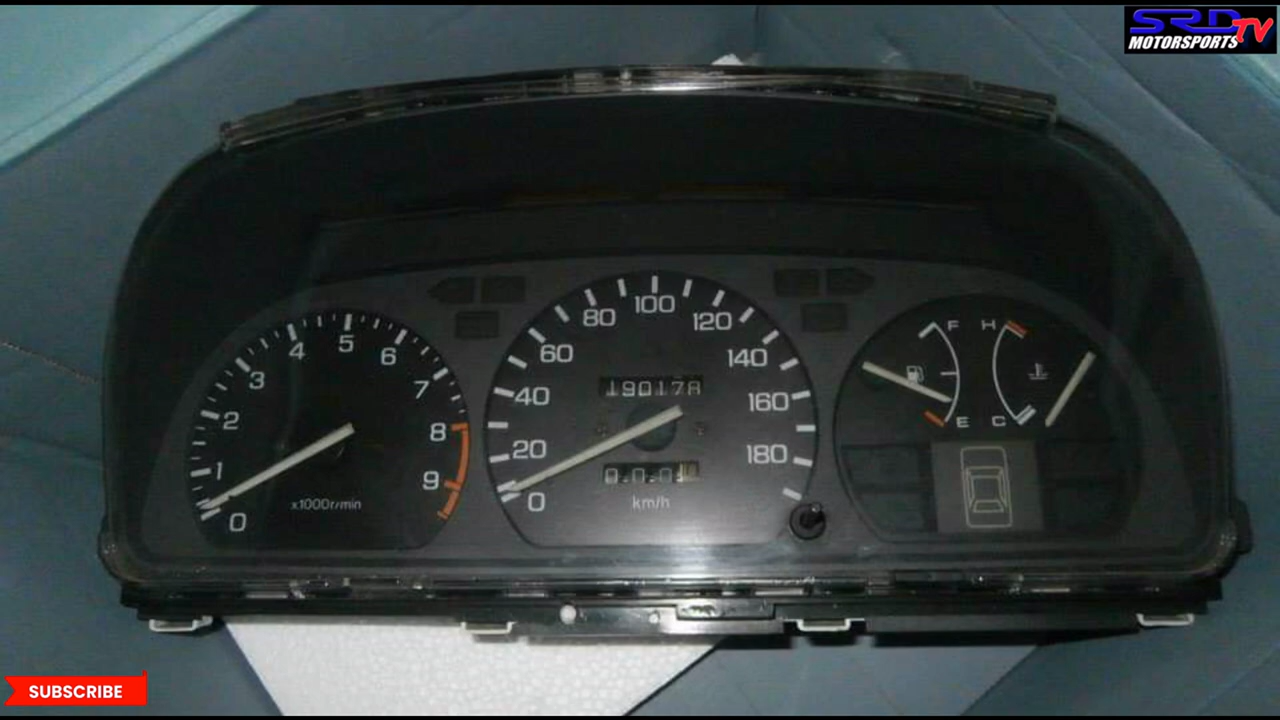 SRD TV
MOTORSPORTS
0 1 2 3 4 5 6 7 8 9
x1000r/min
0 20 40 60 80 100 120 140 160 180
km/h
F H
E C
SUBSCRIBE